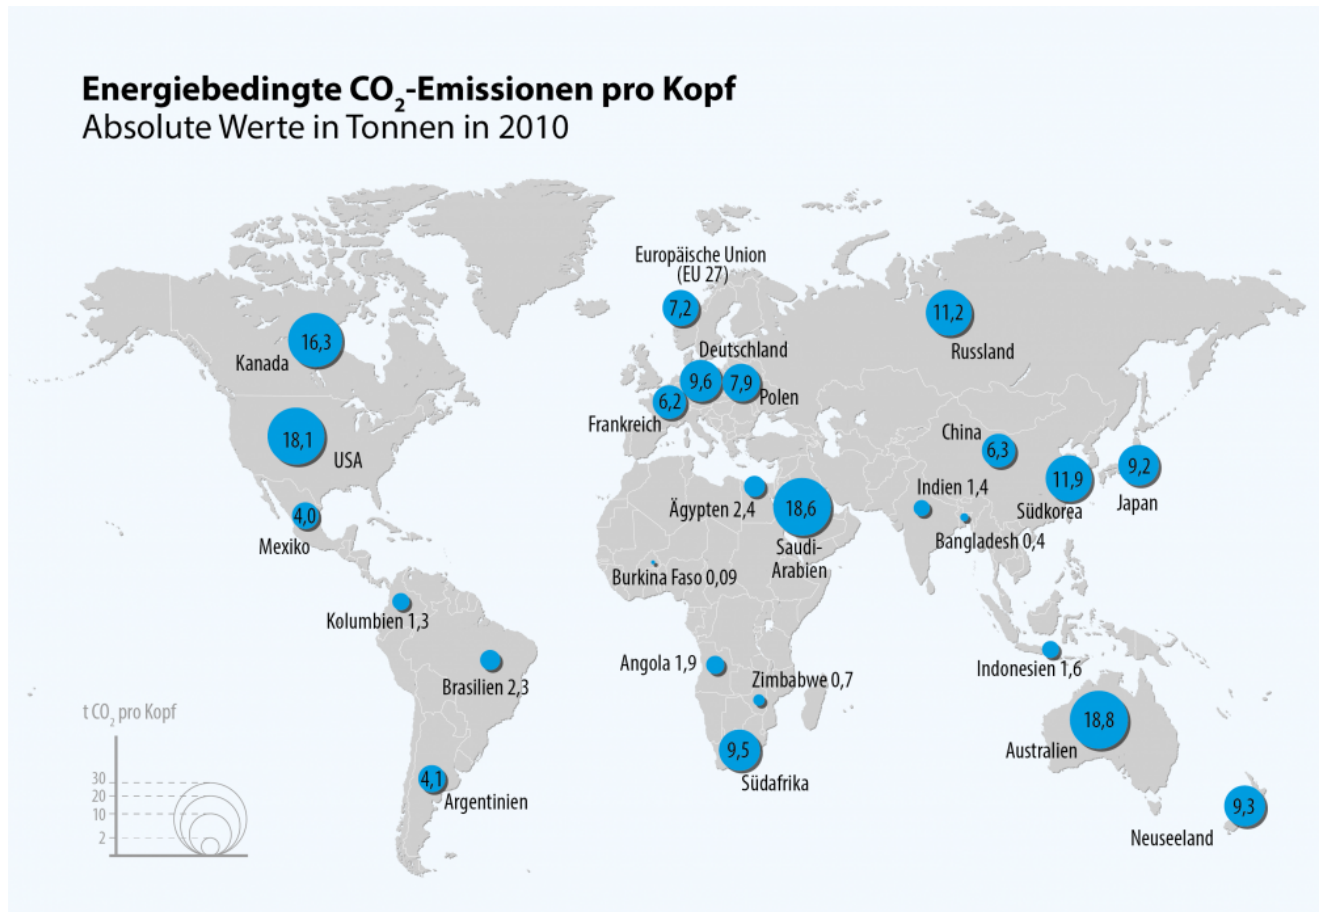 Energiebedingte CO₂-Emissionen pro Kopf
Absolute Werte in Tonnen in 2010
Europäische Union
(EU 27)
7,2
11,2
Russland
16,3
Kanada
Deutschland
9,6
7,9
Polen
6,2
Frankreich
18,1
USA
China
6,3
9,2
Japan
11,9
Südkorea
Indien 1,4
Bangladesh 0,4
Ägypten 2,4
18,6
Saudi-
Arabien
4,0
Mexiko
Burkina Faso 0,09
Kolumbien 1,3
Brasilien 2,3
Angola 1,9
Zimbabwe 0,7
Indonesien 1,6
18,8
Australien
9,5
Südafrika
4,1
Argentinien
9,3
Neuseeland
t CO₂ pro Kopf
30
20
10
2